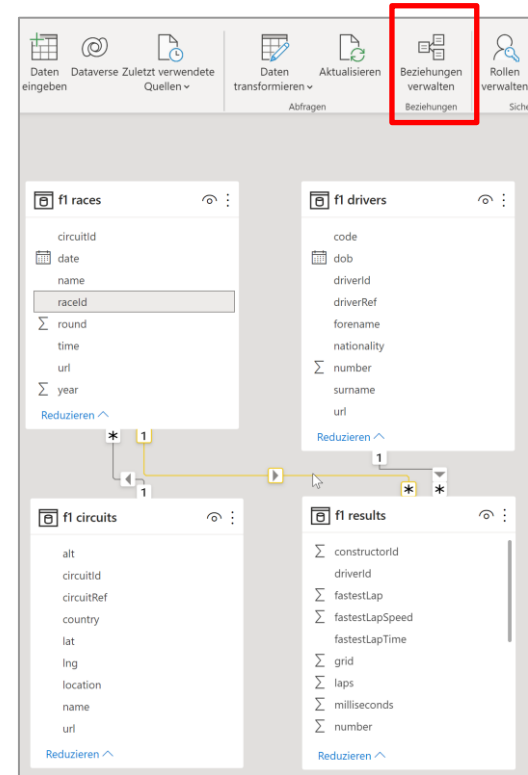 Daten eingeben
Dataverse
Zuletzt verwendete Quellen
Daten transformieren
Aktualisieren
Beziehungen verwalten
Rollen verwalten
Abfragen
Beziehungen
Siche
f1 races
circuitId
date
name
raceId
∑ round
time
url
∑ year
Reduzieren
f1 drivers
code
dob
driverId
driverRef
forename
nationality
∑ number
surname
url
Reduzieren
* 1
1
1
* *
f1 circuits
alt
circuitId
circuitRef
country
lat
lng
location
name
url
Reduzieren
f1 results
∑ constructorId
driverId
∑ fastestLap
∑ fastestLapSpeed
fastestLapTime
∑ grid
∑ laps
∑ milliseconds
∑ number
Reduzieren